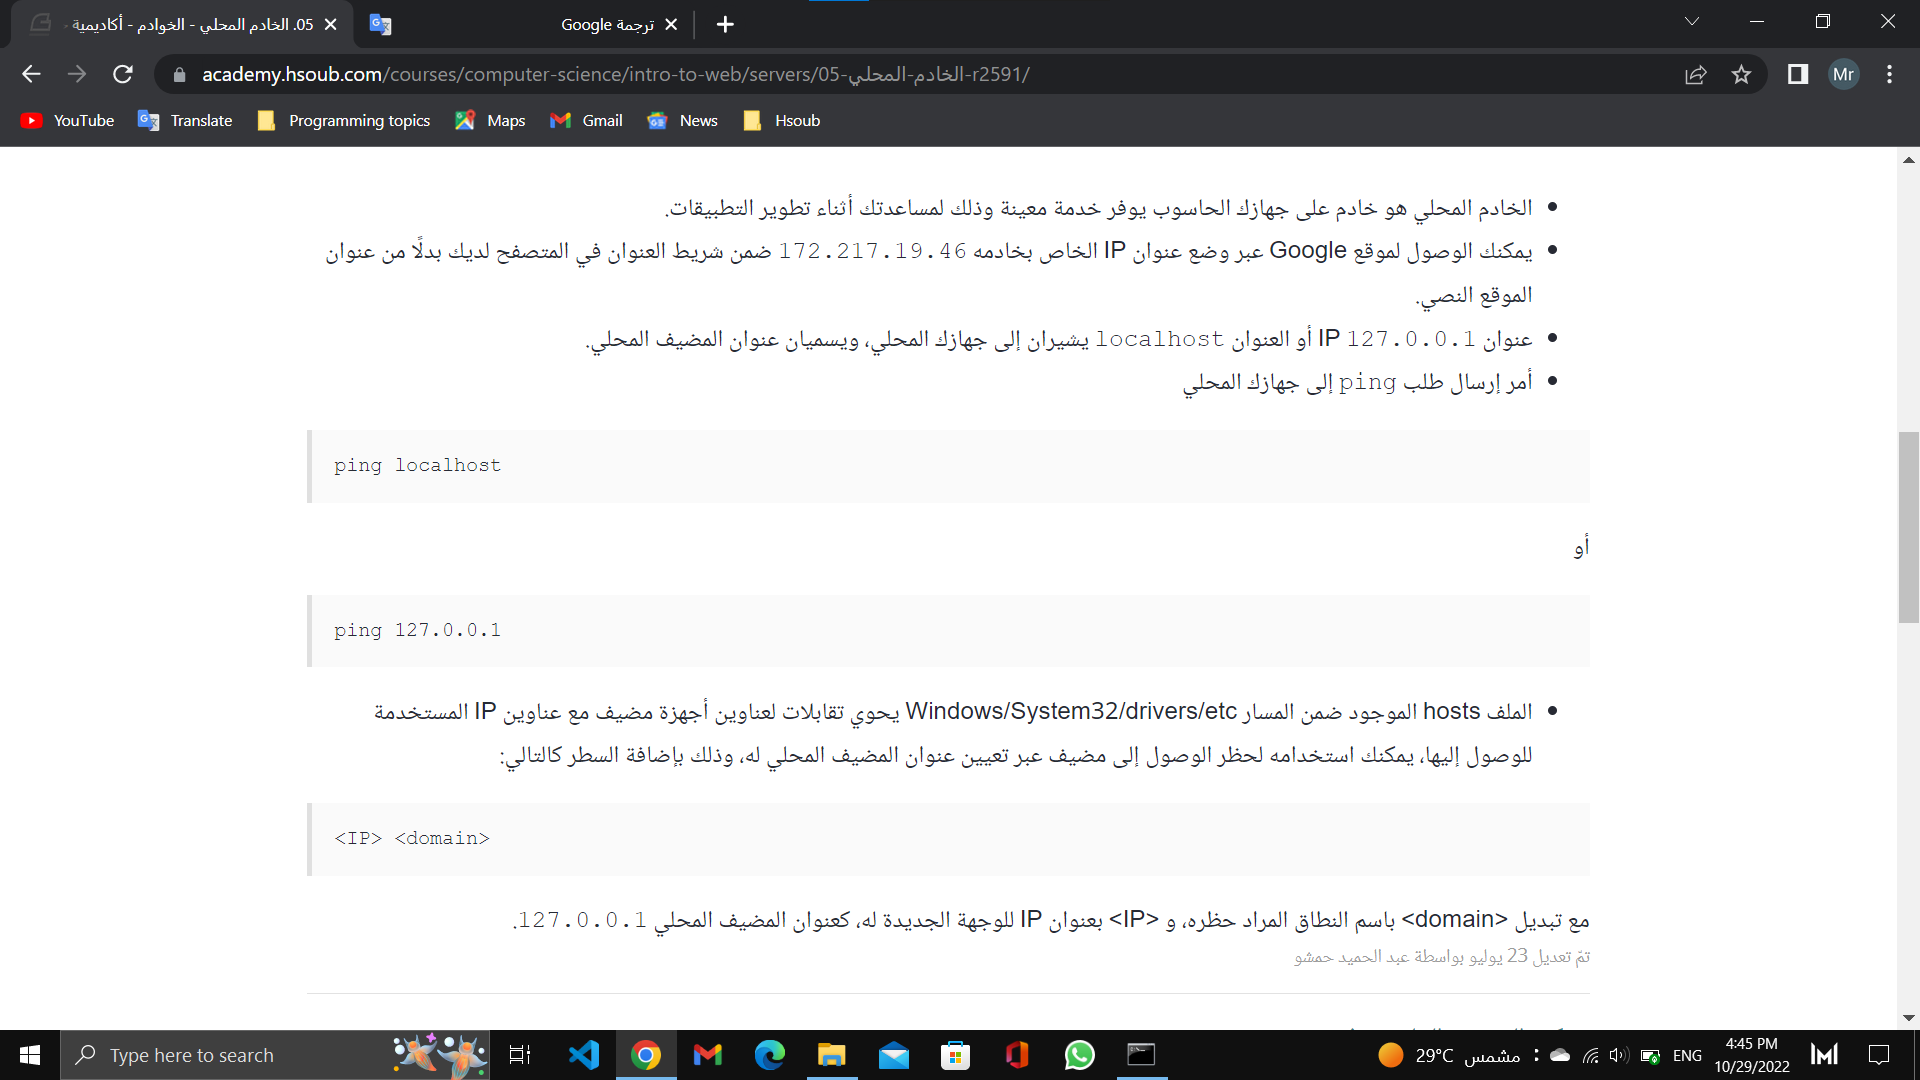 05. الخادم المحلي - الخوادم - أكاديمية
ترجمة Google
academy.hsoub.com/courses/computer-science/intro-to-web/servers/05-الخادم-المحلي-r2591/
Mr
YouTube Translate Programming topics Maps Gmail News Hsoub
الخادم المحلي هو خادم على جهازك الحاسوب يوفر خدمة معينة وذلك لمساعدتك أثناء تطوير التطبيقات.
يمكنك الوصول لموقع Google عبر وضع عنوان IP الخاص بخادمه 172.217.19.46 ضمن شريط العنوان في المتصفح لديك بدلًا من عنوان
الموقع النصي.
عنوان IP 127.0.0.1 أو العنوان localhost يشيران إلى جهازك المحلي، ويسميان عنوان المضيف المحلي.
أمر إرسال طلب ping إلى جهازك المحلي
ping localhost
أو
ping 127.0.0.1
الملف hosts الموجود ضمن المسار Windows/System32/drivers/etc يحوي تقابلات لعناوين أجهزة مضيف مع عناوين IP المستخدمة
للوصول إليها، يمكنك استخدامه لحظر الوصول إلى مضيف عبر تعيين عنوان المضيف المحلي له، وذلك بإضافة السطر كالتالي:
<IP> <domain>
مع تبديل <domain> باسم النطاق المراد حظره، و <IP> بعنوان IP للوجهة الجديدة له، كعنوان المضيف المحلي 127.0.0.1.
تمّ تعديل 23 يوليو بواسطة عبد الحميد حمشو
Type here to search
29°C مشمس
ENG
4:45 PM
10/29/2022